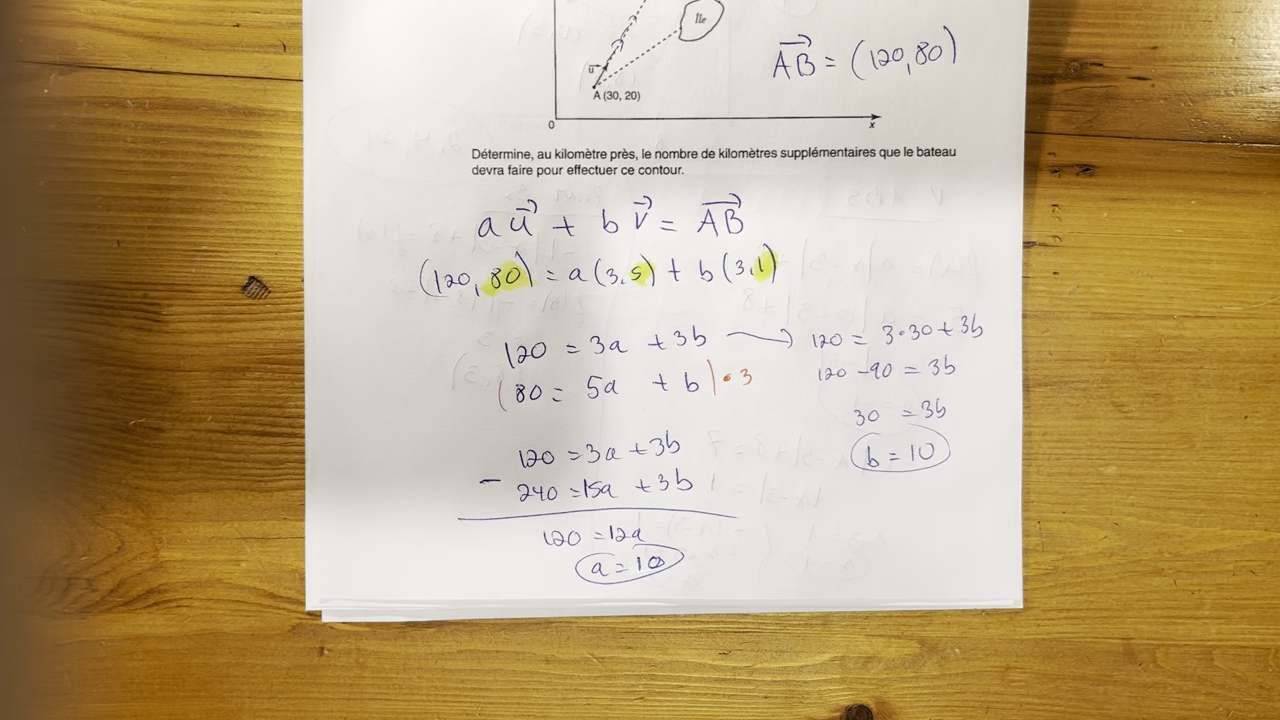 Île
u
A (30, 20)
0
x
AB = (120, 80)
Détermine, au kilomètre près, le nombre de kilomètres supplémentaires que le bateau
devra faire pour effectuer ce contour.
a u + b v = AB
(120, 80) = a (3, 5) + b (3, 1)
120 = 3a + 3b
(80 = 5a + b) • 3
120 = 3a + 3b
- 240 = 15a + 3b
120 = 12a
a = 10
120 = 3•30 + 3b
120 - 90 = 3b
30 = 3b
b = 10